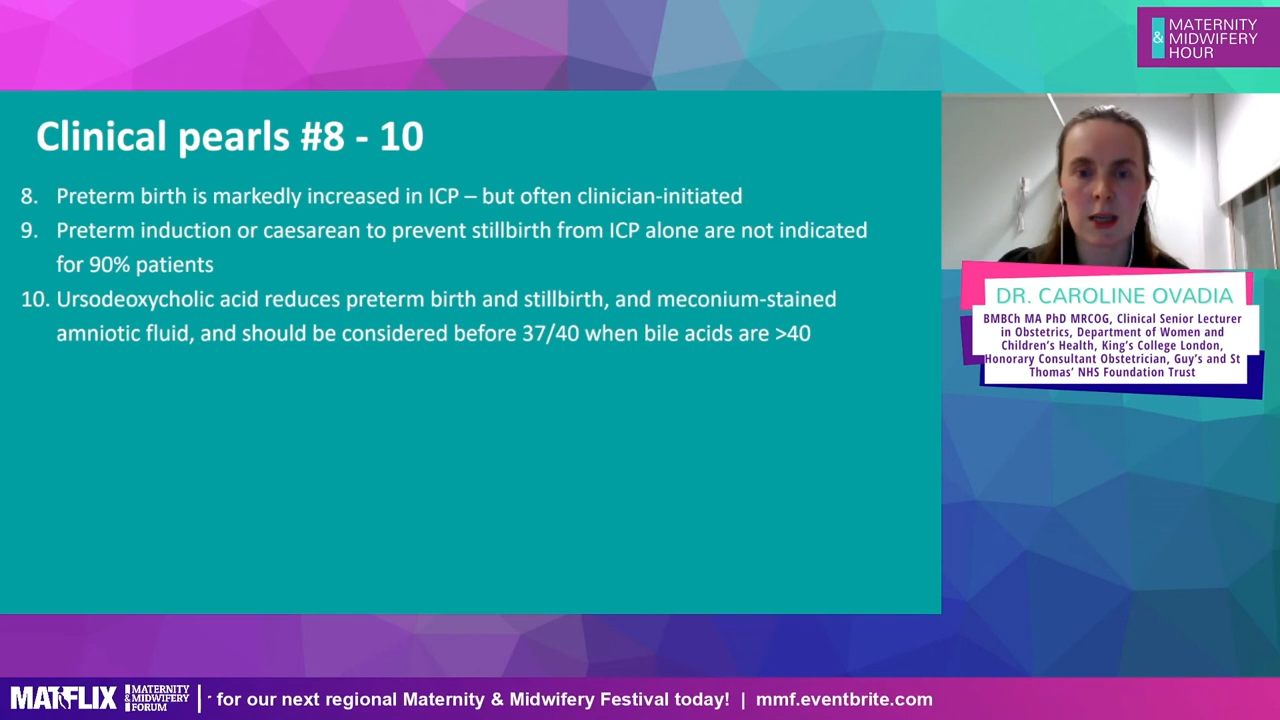 MATERNITY
& MIDWIFERY
HOUR
Clinical pearls #8 - 10
8. Preterm birth is markedly increased in ICP – but often clinician-initiated
9. Preterm induction or caesarean to prevent stillbirth from ICP alone are not indicated
for 90% patients
10. Ursodeoxycholic acid reduces preterm birth and stillbirth, and meconium-stained
amniotic fluid, and should be considered before 37/40 when bile acids are >40
DR. CAROLINE OVADIA
BMBCh MA PhD MRCOG, Clinical Senior Lecturer
in Obstetrics, Department of Women and
Children's Health, King's College London,
Honorary Consultant Obstetrician, Guy's and St
Thomas' NHS Foundation Trust
MATFLIX
MATERNITY
& MIDWIFERY
FORUM
for our next regional Maternity & Midwifery Festival today! | mmf.eventbrite.com